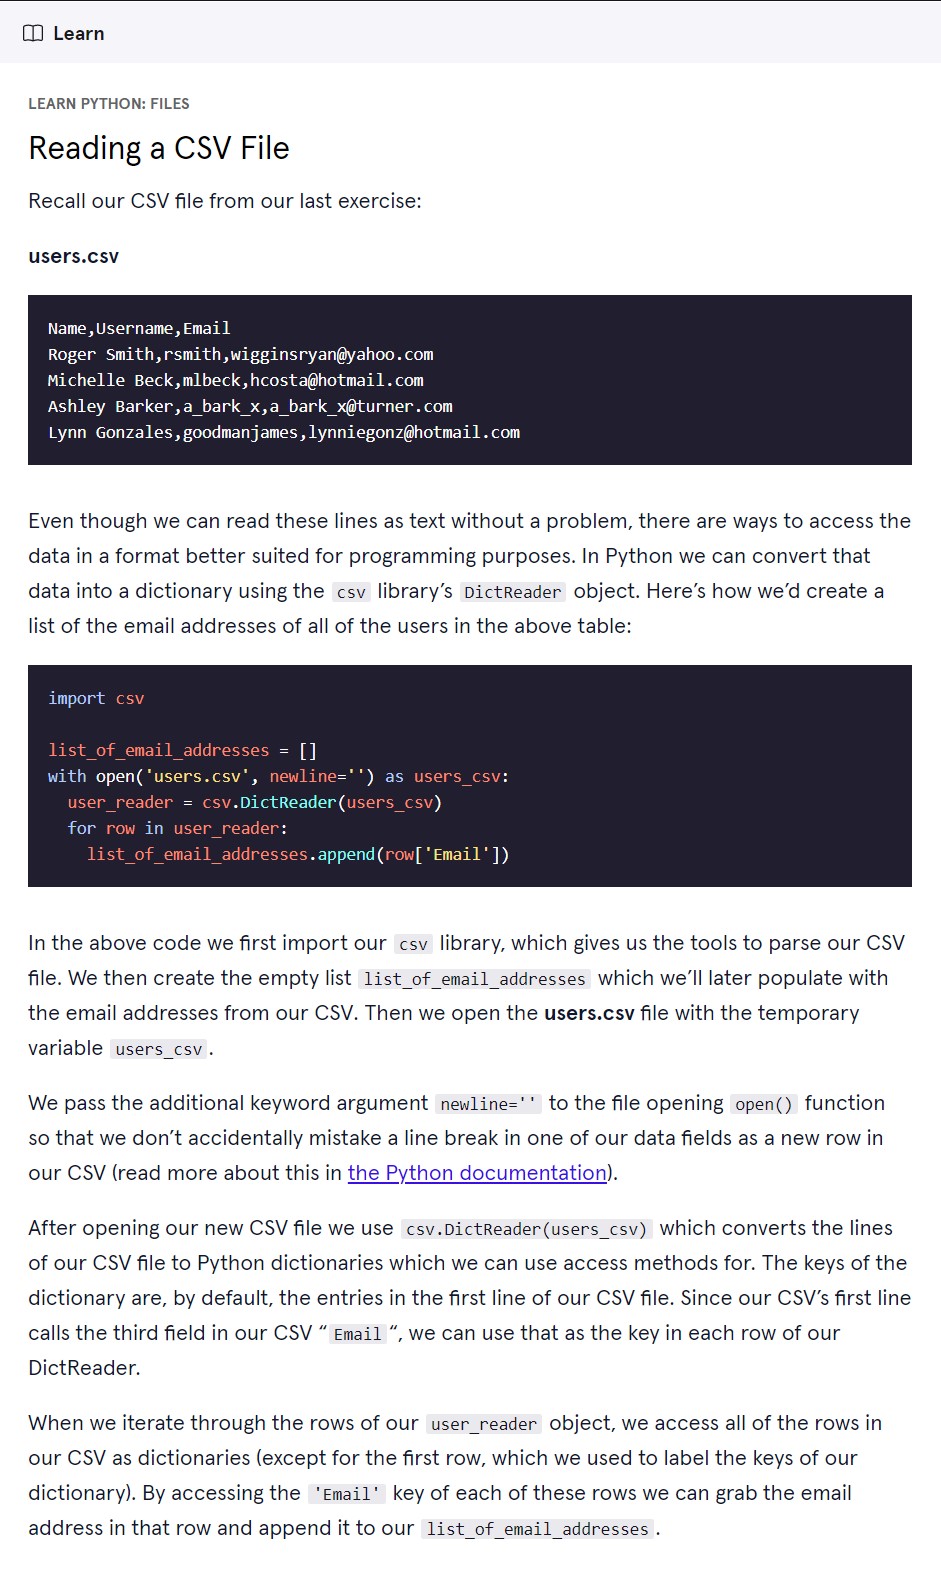 Learn
LEARN PYTHON: FILES
Reading a CSV File
Recall our CSV file from our last exercise:
users.csv
Name,Username,Email
Roger Smith,rsmith,wigginsryan@yahoo.com
Michelle Beck,mlbeck,hcosta@hotmail.com
Ashley Barker,a_bark_x,a_bark_x@turner.com
Lynn Gonzales,goodmanjames,lynniegonz@hotmail.com
Even though we can read these lines as text without a problem, there are ways to access the
data in a format better suited for programming purposes. In Python we can convert that
data into a dictionary using the csv library’s DictReader object. Here’s how we’d create a
list of the email addresses of all of the users in the above table:
import csv
list_of_email_addresses = []
with open('users.csv', newline='') as users_csv:
  user_reader = csv.DictReader(users_csv)
  for row in user_reader:
    list_of_email_addresses.append(row['Email'])
In the above code we first import our csv library, which gives us the tools to parse our CSV
file. We then create the empty list list_of_email_addresses which we’ll later populate with
the email addresses from our CSV. Then we open the users.csv file with the temporary
variable users_csv.
We pass the additional keyword argument newline='' to the file opening open() function
so that we don’t accidentally mistake a line break in one of our data fields as a new row in
our CSV (read more about this in the Python documentation).
After opening our new CSV file we use csv.DictReader(users_csv) which converts the lines
of our CSV file to Python dictionaries which we can use access methods for. The keys of the
dictionary are, by default, the entries in the first line of our CSV file. Since our CSV’s first line
calls the third field in our CSV “Email“, we can use that as the key in each row of our
DictReader.
When we iterate through the rows of our user_reader object, we access all of the rows in
our CSV as dictionaries (except for the first row, which we used to label the keys of our
dictionary). By accessing the 'Email' key of each of these rows we can grab the email
address in that row and append it to our list_of_email_addresses.